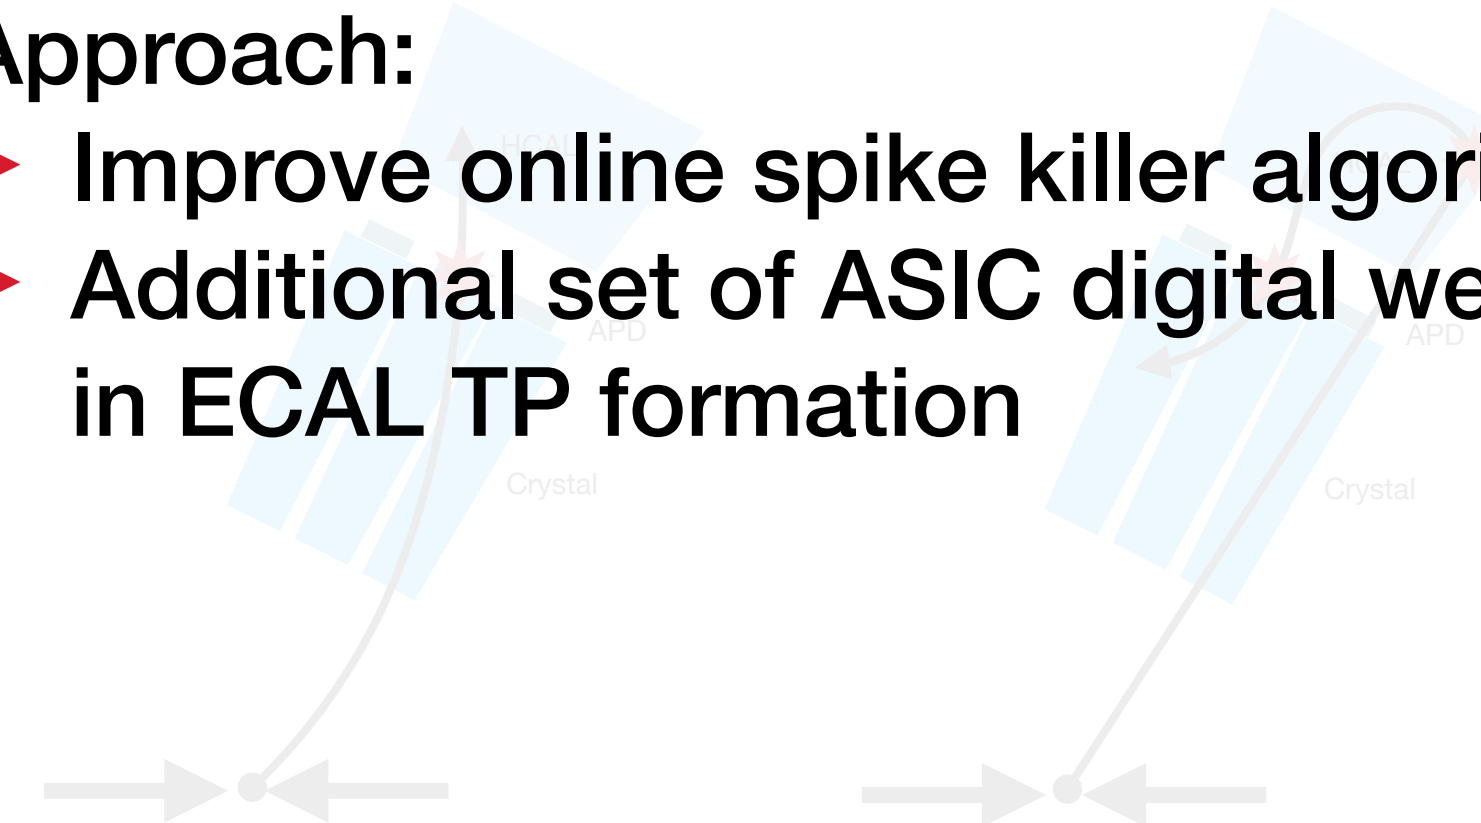 Approach:
Improve online spike killer algori
Additional set of ASIC digital we
in ECAL TP formation
HCAL
APD
APD
Crystal
Crystal